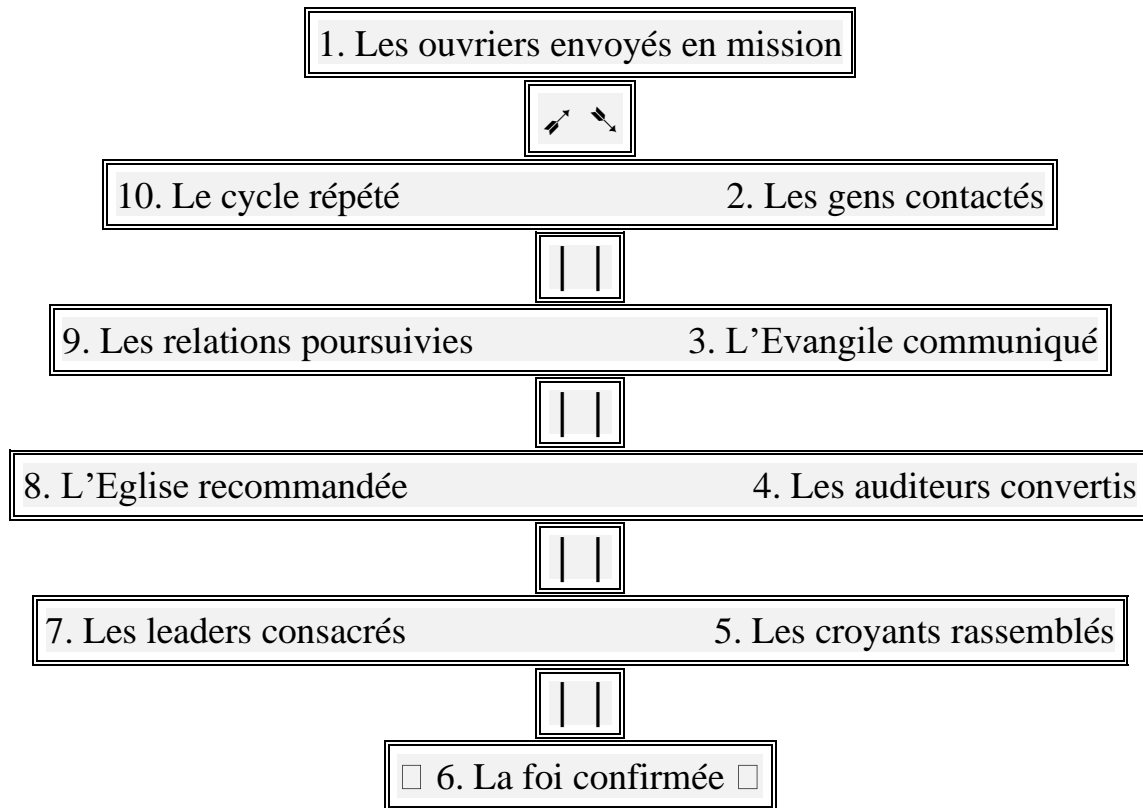 1. Les ouvriers envoyés en mission
10. Le cycle répété 2. Les gens contactés
9. Les relations poursuivies 3. L’Evangile communiqué
8. L’Eglise recommandée 4. Les auditeurs convertis
7. Les leaders consacrés 5. Les croyants rassemblés
6. La foi confirmée